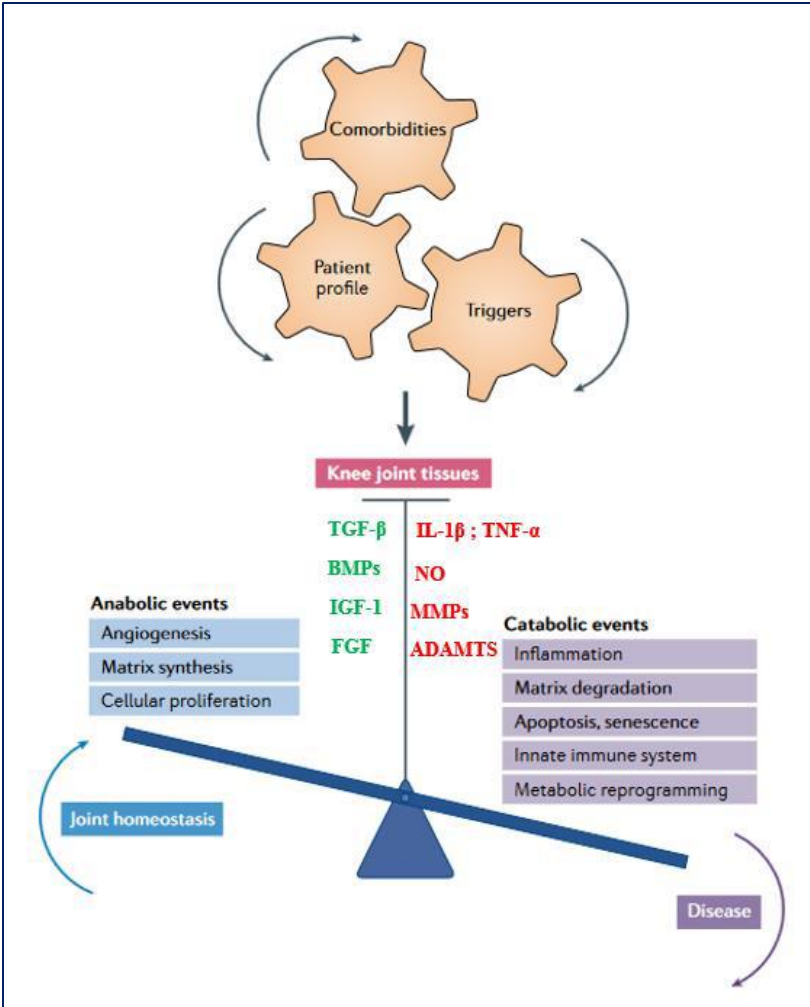 Comorbidities
Patient
profile
Triggers
Knee joint tissues
TGF-β
IL-1β ; TNF-α
BMPs
NO
IGF-1
MMPs
FGF
ADAMTS
Anabolic events
Angiogenesis
Matrix synthesis
Cellular proliferation
Catabolic events
Inflammation
Matrix degradation
Apoptosis, senescence
Innate immune system
Metabolic reprogramming
Joint homeostasis
Disease